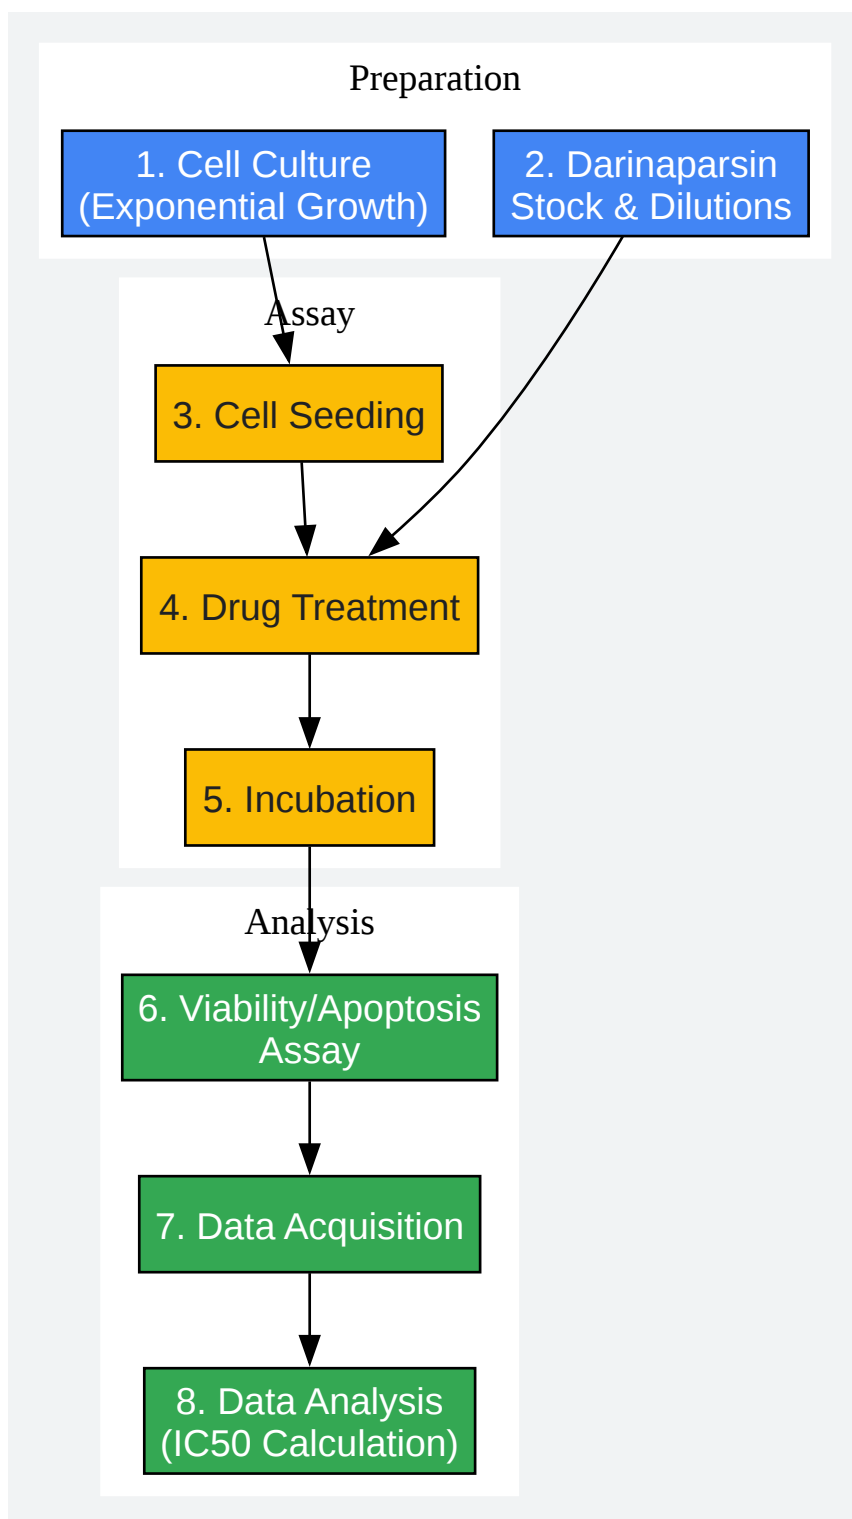 Preparation
1. Cell Culture
(Exponential Growth)
2. Darinaparsin
Stock & Dilutions
Assay
3. Cell Seeding
4. Drug Treatment
5. Incubation
Analysis
6. Viability/Apoptosis
Assay
7. Data Acquisition
8. Data Analysis
(IC50 Calculation)